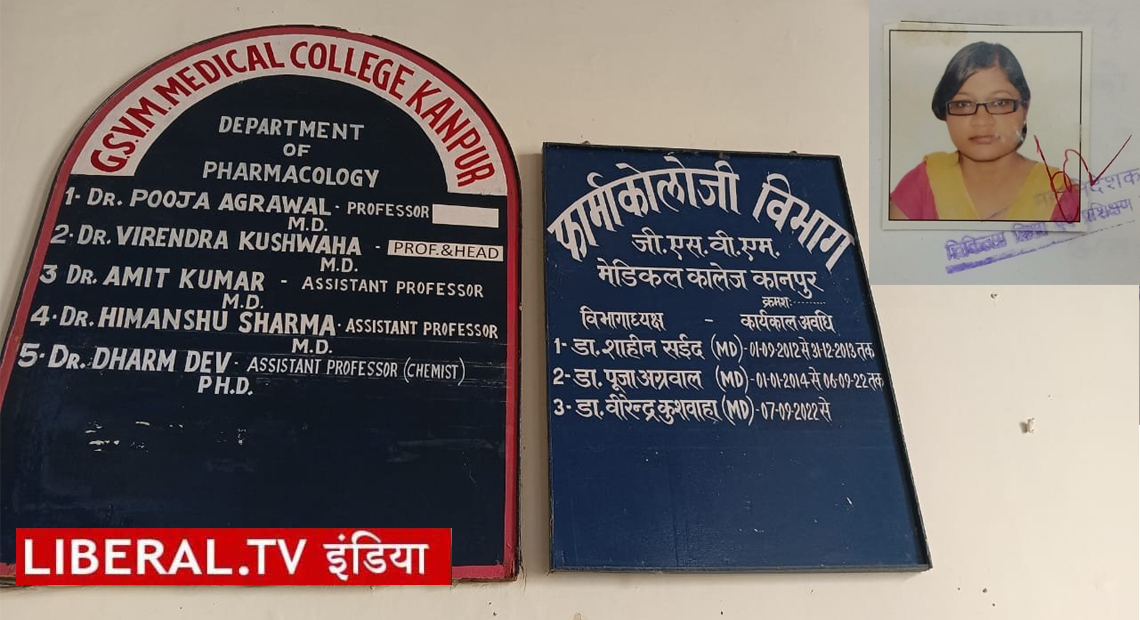 G.S.V.M. MEDICAL COLLEGE KANPUR
DEPARTMENT
OF
PHARMACOLOGY
1- DR. POOJA AGRAWAL - PROFESSOR
M.D.
2- DR. VIRENDRA KUSHWAHA - PROF.& HEAD
M.D.
3 DR. AMIT KUMAR - ASSISTANT PROFESSOR
M.D.
4- DR. HIMANSHU SHARMA - ASSISTANT PROFESSOR
M.D.
5- DR. DHARM DEV - ASSISTANT PROFESSOR (CHEMIST)
PH.D.
फार्माकोलोजी विभाग
जी.एस.वी.एम.
मेडिकल कालेज कानपुर
क्रमशः........
विभागाध्यक्ष - कार्यकाल अवधि
1- डा. शाहीन सईद (MD) - 01-09-2012 से 31-12-2013 तक
2- डा. पूजा अग्रवाल (MD) - 01-01-2014 से 06-09-22 तक
3- डा. वीरेन्द्र कुशवाहा (MD) - 07-09-2022 से
LIBERAL.TV इंडिया